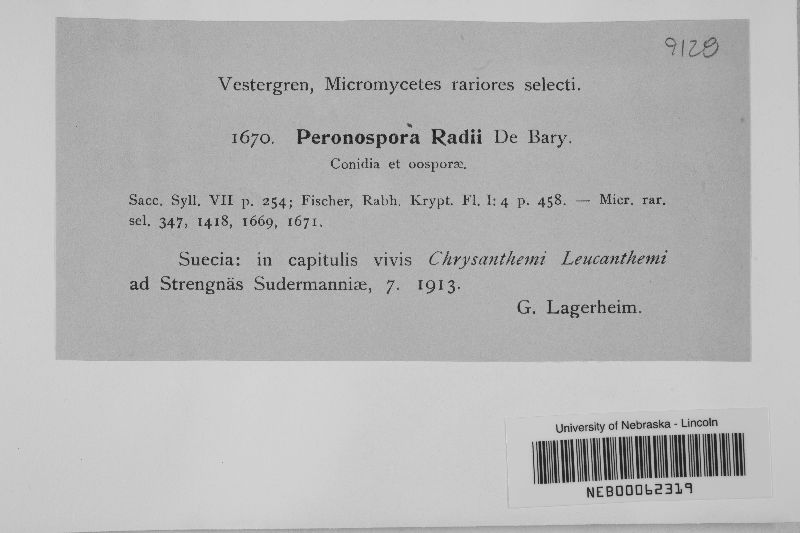 9128
Vestergren, Micromycetes rariores selecti.
1670. Peronospora Radii De Bary.
Conidia et oosporæ.
Sacc. Syll. VII p. 254; Fischer, Rabh. Krypt. Fl. I: 4 p. 458. — Micr. rar.
sel. 347, 1418, 1669, 1671.
Suecia: in capitulis vivis Chrysanthemi Leucanthemi
ad Strengnäs Sudermanniæ, 7. 1913.
G. Lagerheim.
University of Nebraska - Lincoln
NEB00062319